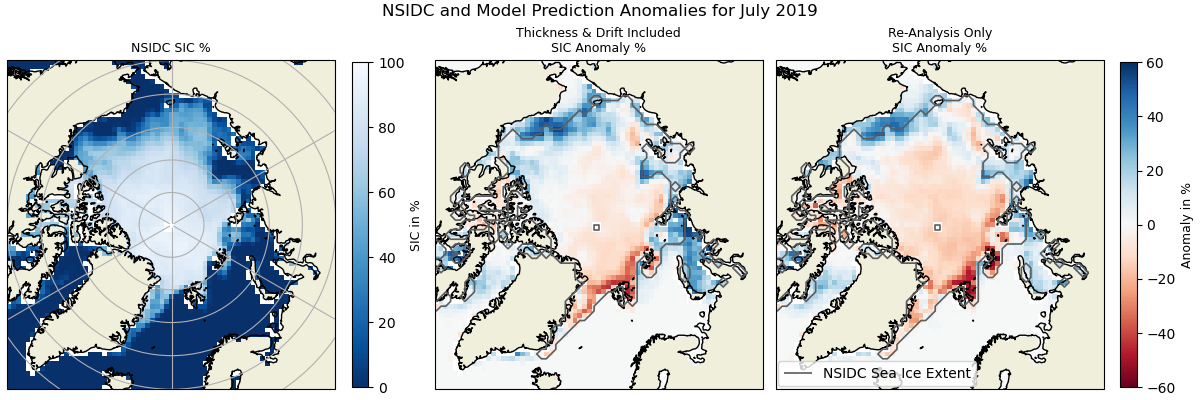 NSIDC and Model Prediction Anomalies for July 2019
NSIDC SIC %
100
80
60
40
20
0
SIC in %
Thickness & Drift Included
SIC Anomaly %
Re-Analysis Only
SIC Anomaly %
NSIDC Sea Ice Extent
60
40
20
0
−20
−40
−60
Anomaly in %